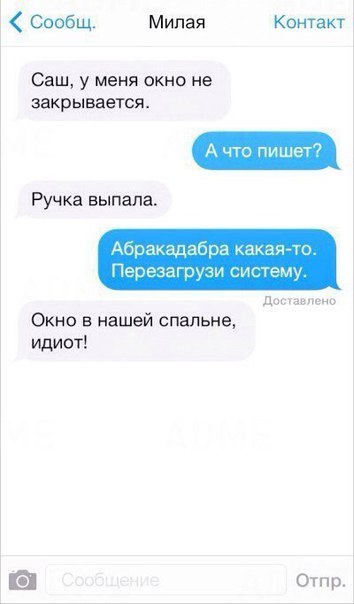 Сообщ. Милая Контакт
Саш, у меня окно не
закрывается.
А что пишет?
Ручка выпала.
Абракадабра какая-то.
Перезагрузи систему.
Доставлено
Окно в нашей спальне,
идиот!
Сообщение Отпр.